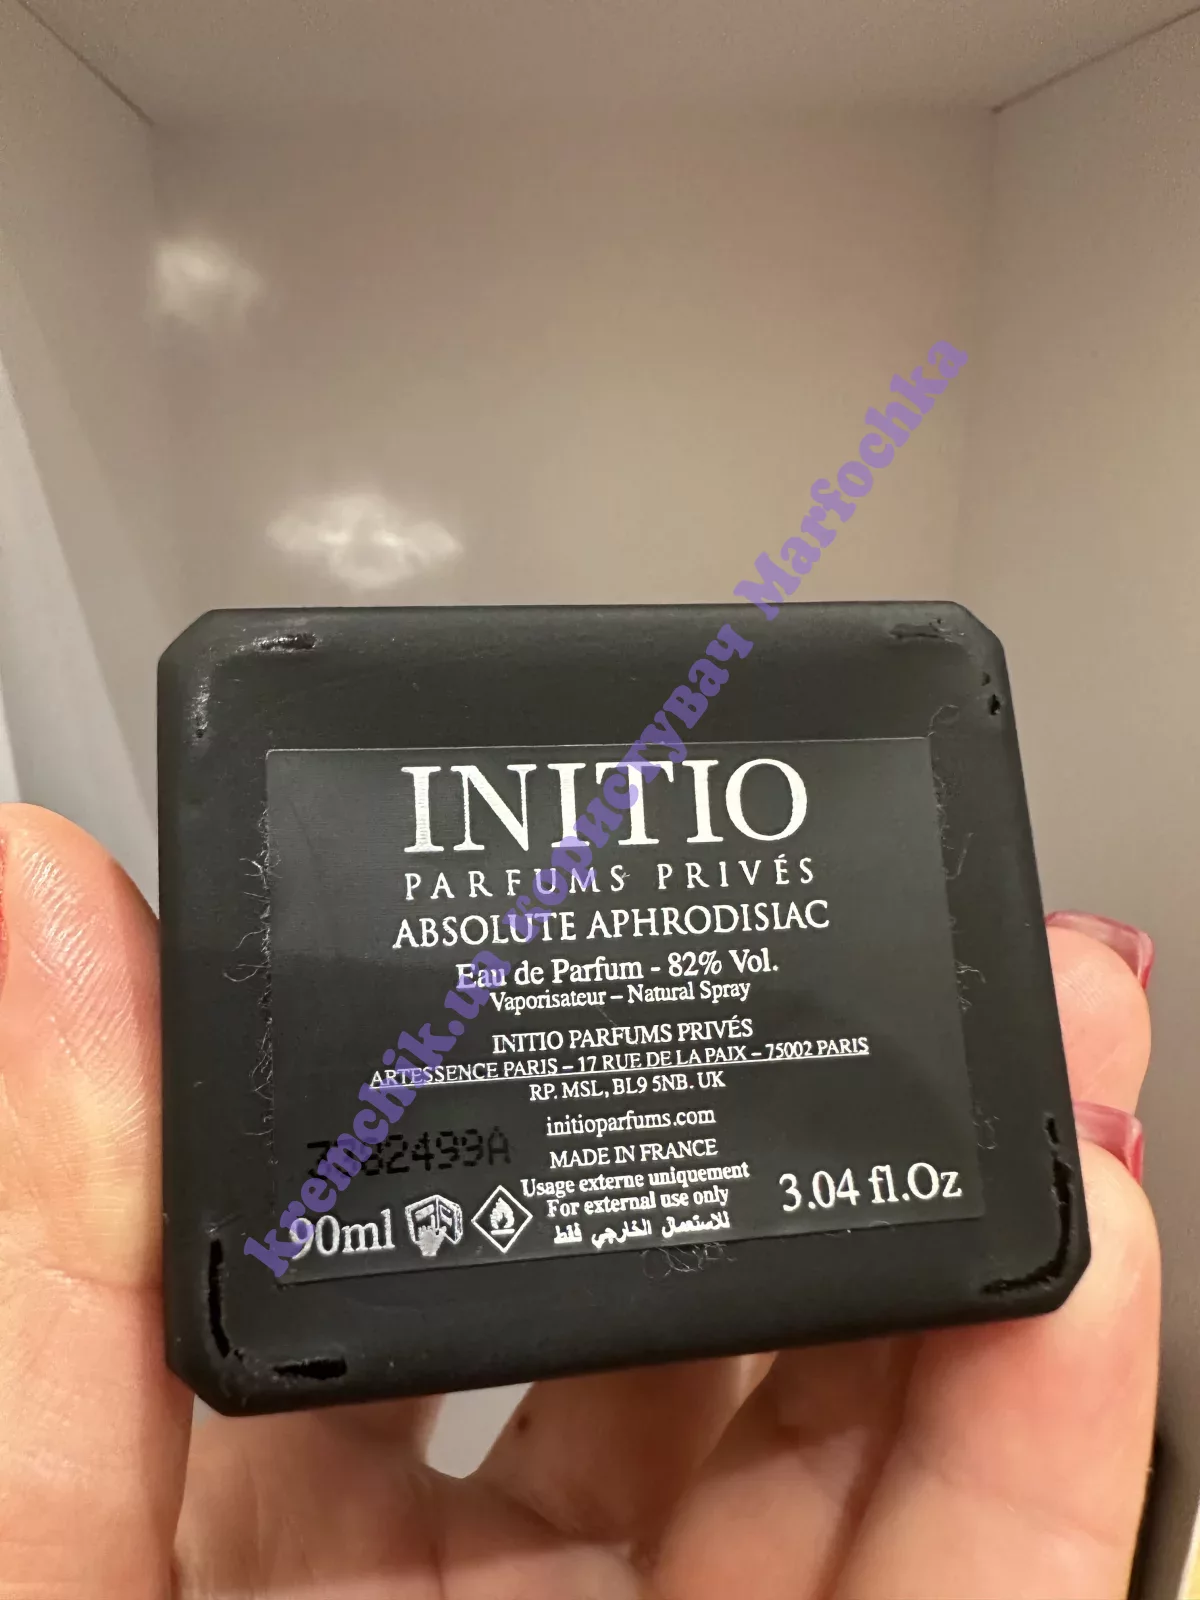 INITIO
PARFUMS PRIVÉS
ABSOLUTE APHRODISIAC
Eau de Parfum - 82% Vol.
Vaporisateur – Natural Spray
INITIO PARFUMS PRIVÉS
ARTESSENCE PARIS – 17 RUE DE LA PAIX – 75002 PARIS
RP. MSL, BL9 5NB. UK
initioparfums.com
MADE IN FRANCE
Usage externe uniquement
For external use only
للاستعمال الخارجي فقط
90ml
3.04 fl.Oz
kremchik.ua користувач Marfochka